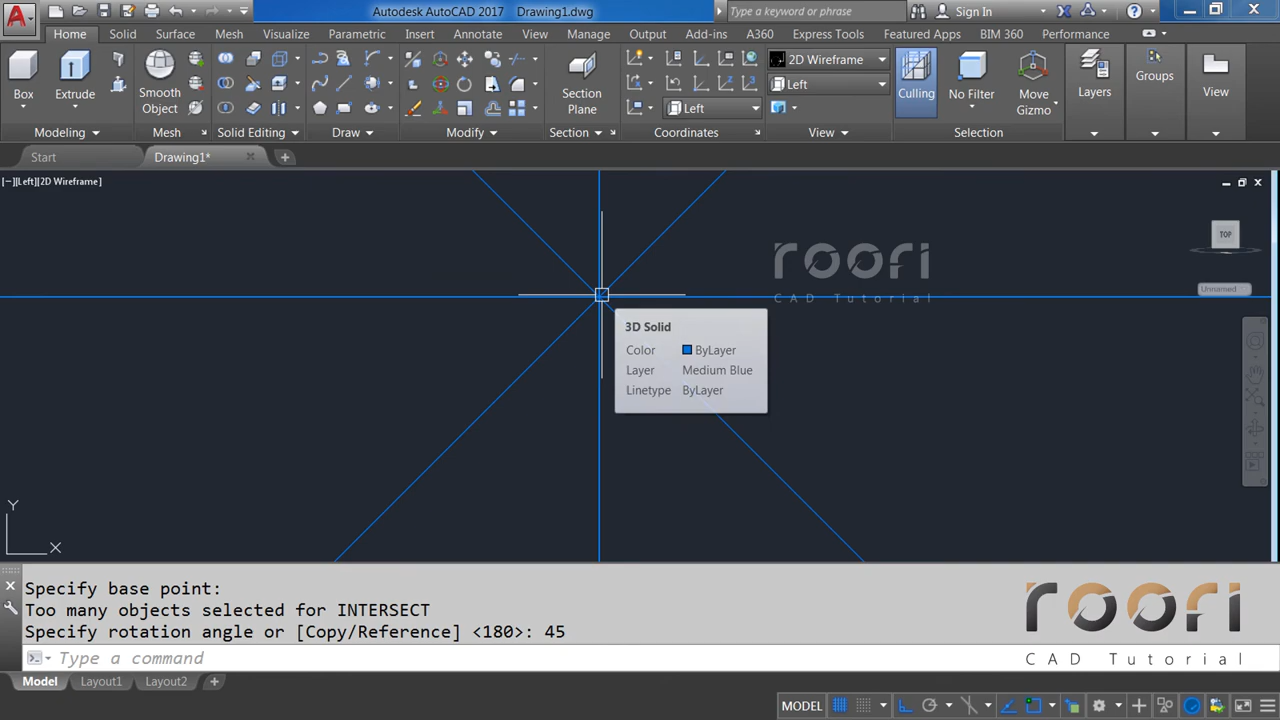 Autodesk AutoCAD 2017 Drawing1.dwg
Type a keyword or phrase
Sign In
Home Solid Surface Mesh Visualize Parametric Insert Annotate View Manage Output Add-ins A360 Express Tools Featured Apps BIM 360 Performance
Box
Extrude
Smooth
Object
Section
Plane
2D Wireframe
Left
Left
Culling
No Filter
Move
Gizmo
Layers
Groups
View
Modeling Mesh Solid Editing Draw Modify Section Coordinates View Selection
Start Drawing1*
[−][Left][2D Wireframe]
TOP
Unnamed
roori
CAD Tutorial
3D Solid
Color ByLayer
Layer Medium Blue
Linetype ByLayer
Y
X
Specify base point:
Too many objects selected for INTERSECT
Specify rotation angle or [Copy/Reference] <180>: 45
Type a command
roori
CAD Tutorial
Model Layout1 Layout2
MODEL